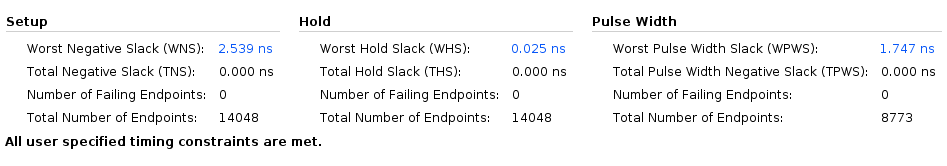 Setup
Worst Negative Slack (WNS): 2.539 ns
Total Negative Slack (TNS): 0.000 ns
Number of Failing Endpoints: 0
Total Number of Endpoints: 14048
Hold
Worst Hold Slack (WHS): 0.025 ns
Total Hold Slack (THS): 0.000 ns
Number of Failing Endpoints: 0
Total Number of Endpoints: 14048
Pulse Width
Worst Pulse Width Slack (WPWS): 1.747 ns
Total Pulse Width Negative Slack (TPWS): 0.000 ns
Number of Failing Endpoints: 0
Total Number of Endpoints: 8773
All user specified timing constraints are met.